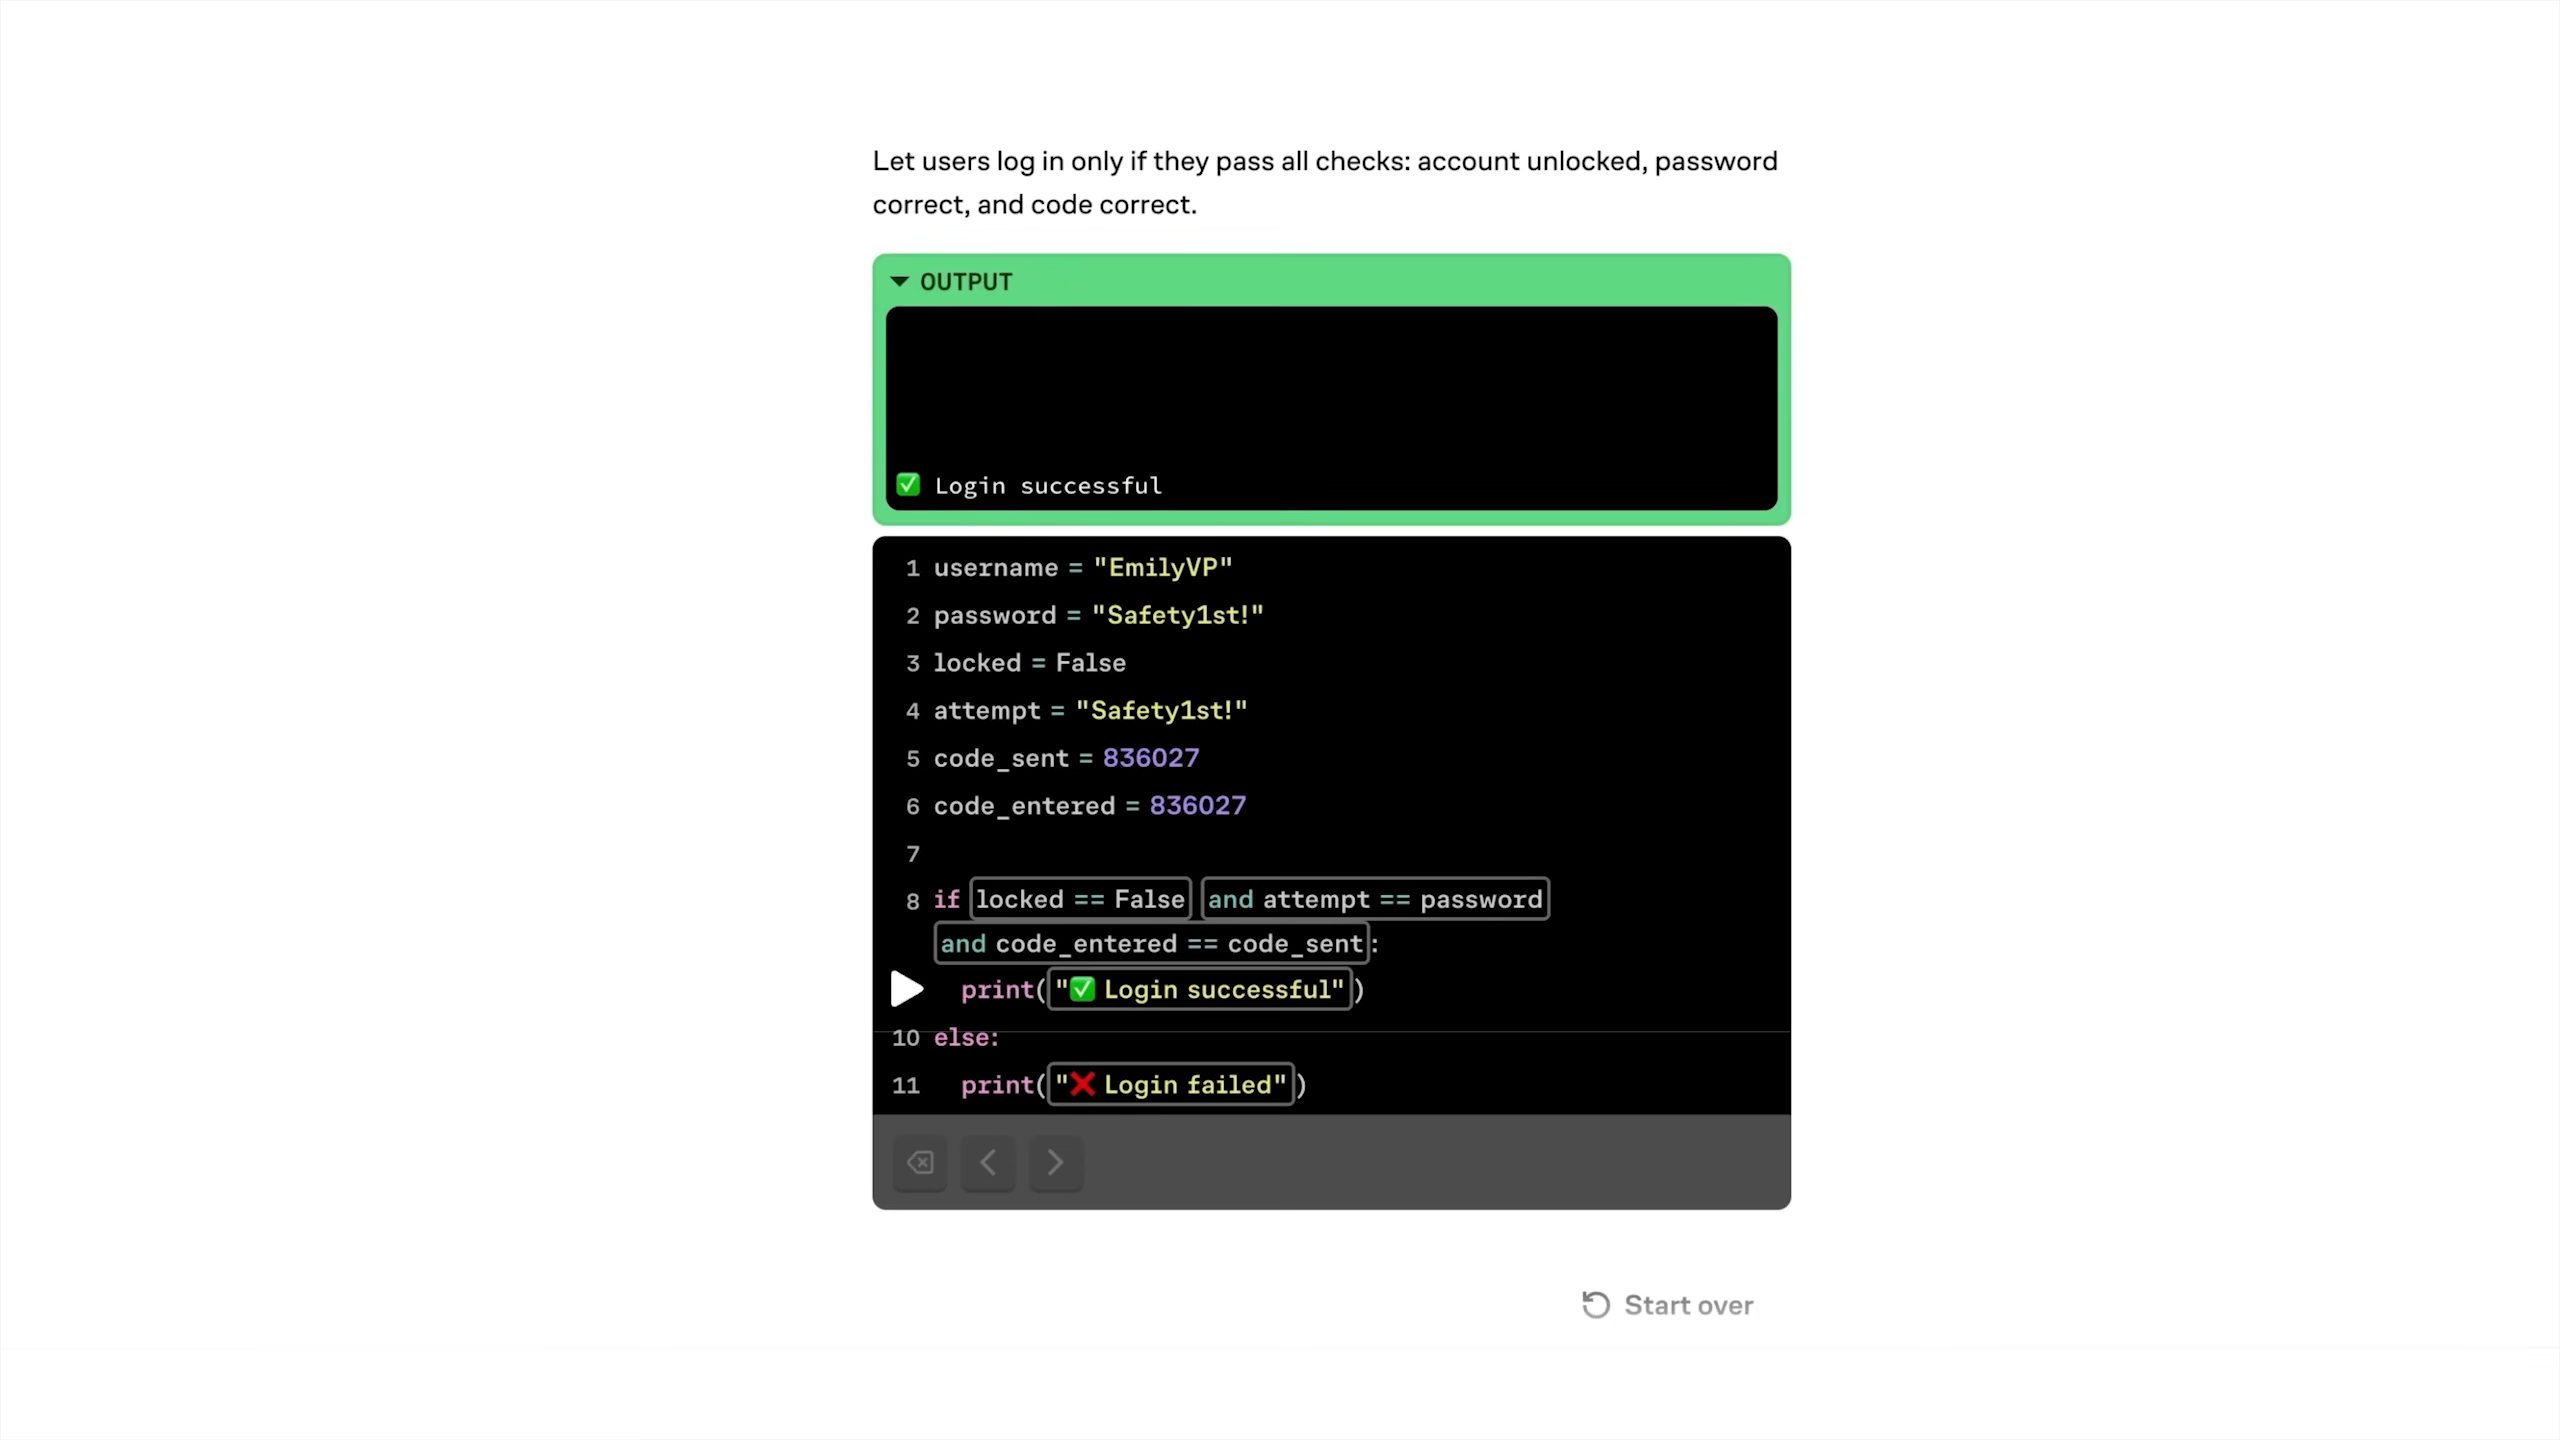 Let users log in only if they pass all checks: account unlocked, password
correct, and code correct.
OUTPUT
✅ Login successful
1 username = "EmilyVP"
2 password = "Safety1st!"
3 locked = False
4 attempt = "Safety1st!"
5 code_sent = 836027
6 code_entered = 836027
7
8 if locked == False and attempt == password
and code_entered == code_sent:
print("✅ Login successful")
10 else:
11 print("❌ Login failed")
Start over